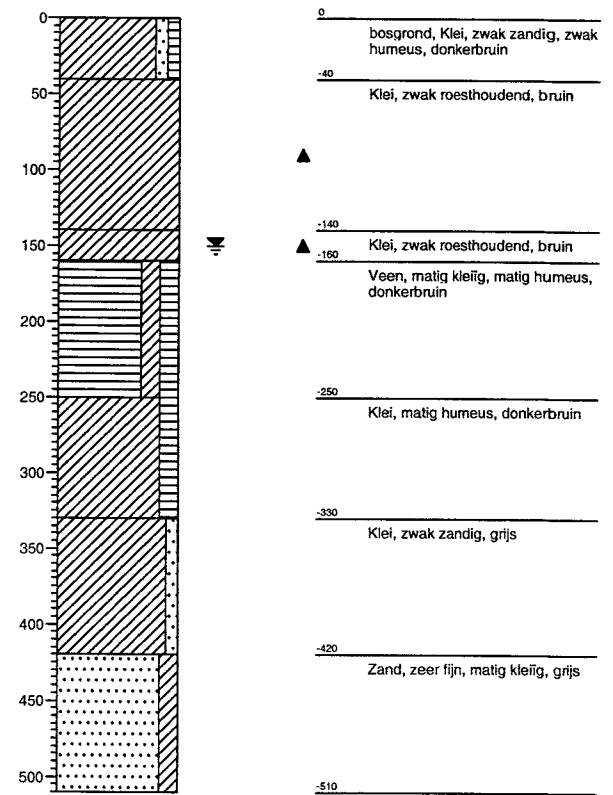 0
50
100
150
200
250
300
350
400
450
500
0
bosgrond, Klei, zwak zandig, zwak
humeus, donkerbruin
-40
Klei, zwak roesthoudend, bruin
-140
Klei, zwak roesthoudend, bruin
-160
Veen, matig kleiïg, matig humeus,
donkerbruin
-250
Klei, matig humeus, donkerbruin
-330
Klei, zwak zandig, grijs
-420
Zand, zeer fijn, matig kleiïg, grijs
-510